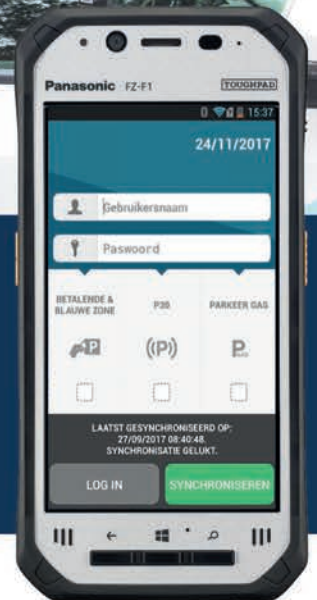 Panasonic FZ-F1 TOUGHPAD
15:37
24/11/2017
Gebruikersnaam
Paswoord
BETALENDE & BLAUWE ZONE
P30
PARKEER GAS
P
((P))
P
LAATST GESYNCHRONISEERD OP:
27/09/2017 08:40:48.
SYNCHRONISATIE GELUKT.
LOG IN
SYNCHRONISEREN